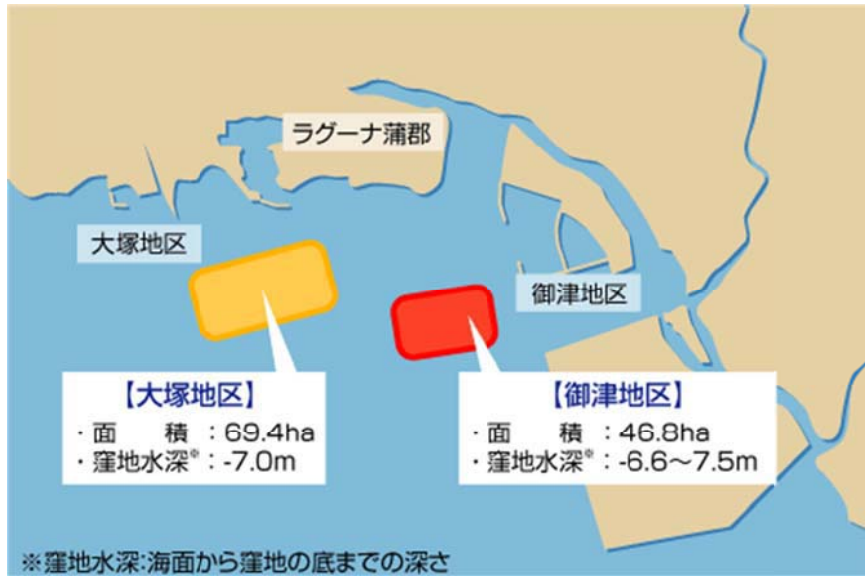 ラグーナ蒲郡
大塚地区
御津地区
【大塚地区】
・面　　積：69.4ha
・窪地水深※：-7.0m
【御津地区】
・面　　積：46.8ha
・窪地水深※：-6.6～7.5m
※窪地水深:海面から窪地の底までの深さ